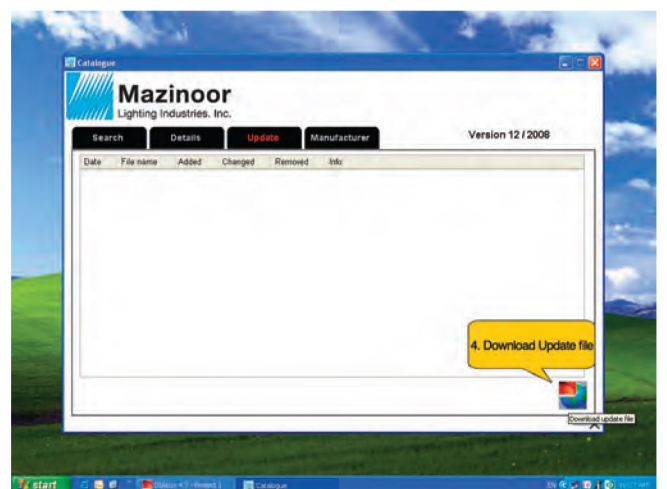 Catalogue
Mazinoor
Lighting Industries. Inc.
Search Details Update Manufacturer Version 12 / 2008
Date File name Added Changed Removed Info
4. Download Update file
Download update file
start Catalogue EN